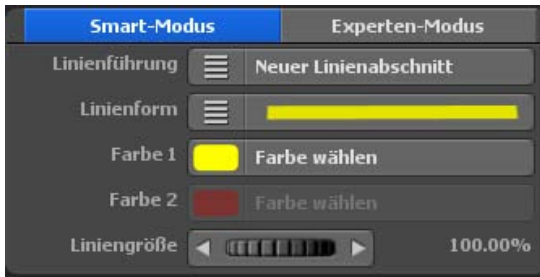 Smart-Modus Experten-Modus
Linienführung Neuer Linienabschnitt
Linienform
Farbe 1 Farbe wählen
Farbe 2 Farbe wählen
Liniengröße 100.00%